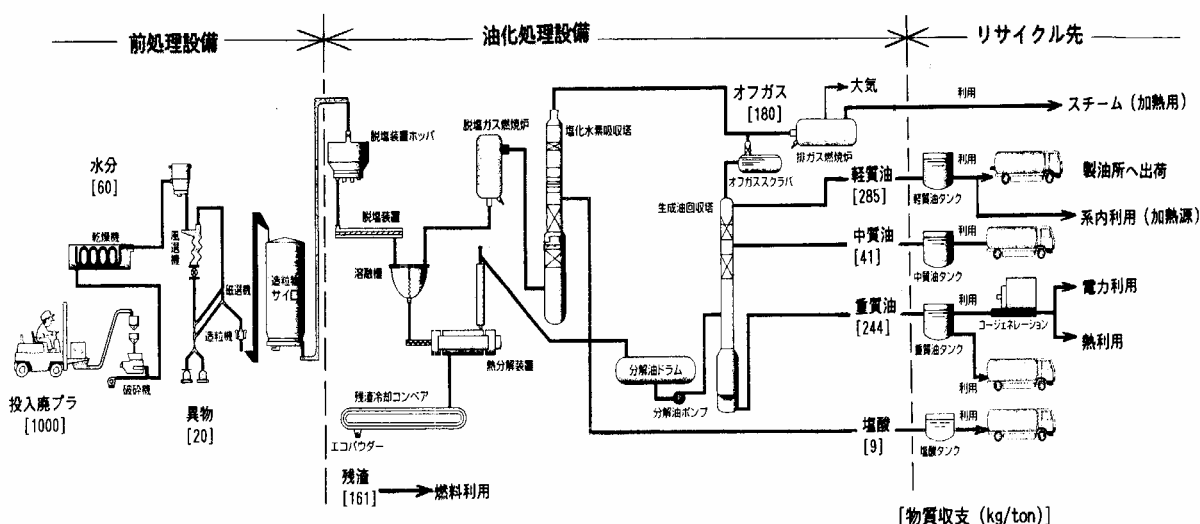 前処理設備
油化処理設備
リサイクル先
水分
[60]
乾燥機
風選機
磁選機
造粒機
造粒物
サイロ
破砕機
投入廃プラ
[1000]
異物
[20]
脱塩装置ホッパ
脱塩装置
溶融槽
脱塩ガス燃焼炉
塩化水素吸収塔
熱分解装置
残渣冷却コンベア
エコパウダー
残渣
[161]
燃料利用
オフガス
[180]
大気
排ガス燃焼炉
オフガススクラバ
生成油回収塔
分解油ドラム
分解油ポンプ
利用
スチーム (加熱用)
軽質油
[285]
軽質油タンク
利用
製油所へ出荷
系内利用 (加熱源)
中質油
[41]
中質油タンク
利用
重質油
[244]
重質油タンク
利用
コージェネレーション
電力利用
熱利用
利用
塩酸
[9]
塩酸タンク
利用
[物質収支 (kg/ton)]